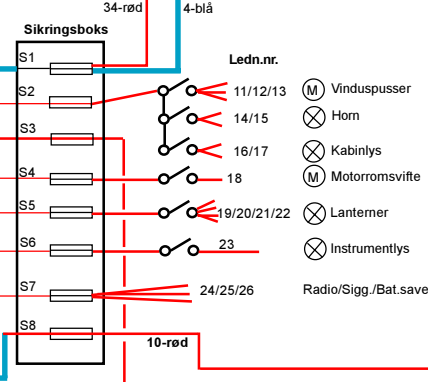 34-rød
4-blå
Sikringsboks
S1
Ledn.nr.
S2
11/12/13
M
Vinduspusser
14/15
Horn
S3
16/17
Kabinlys
S4
18
M
Motorromsvifte
S5
19/20/21/22
Lanterner
S6
23
Instrumentlys
S7
24/25/26
Radio/Sigg./Bat.save
S8
10-rød